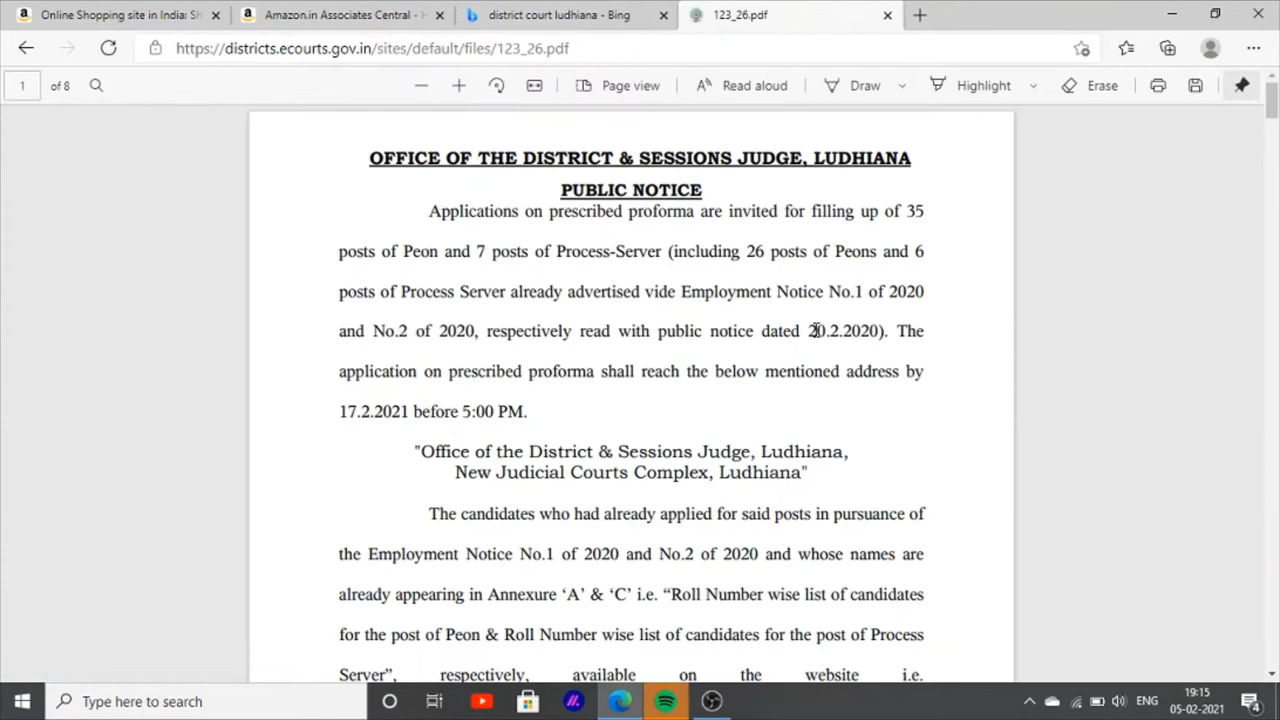 Online Shopping site in India: Sh
Amazon.in Associates Central - H
district court ludhiana - Bing
123_26.pdf
https://districts.ecourts.gov.in/sites/default/files/123_26.pdf
1 of 8
Page view
Read aloud
Draw
Highlight
Erase
OFFICE OF THE DISTRICT & SESSIONS JUDGE, LUDHIANA
PUBLIC NOTICE
Applications on prescribed proforma are invited for filling up of 35
posts of Peon and 7 posts of Process-Server (including 26 posts of Peons and 6
posts of Process Server already advertised vide Employment Notice No.1 of 2020
and No.2 of 2020, respectively read with public notice dated 20.2.2020). The
application on prescribed proforma shall reach the below mentioned address by
17.2.2021 before 5:00 PM.
"Office of the District & Sessions Judge, Ludhiana,
New Judicial Courts Complex, Ludhiana"
The candidates who had already applied for said posts in pursuance of
the Employment Notice No.1 of 2020 and No.2 of 2020 and whose names are
already appearing in Annexure ‘A’ & ‘C’ i.e. “Roll Number wise list of candidates
for the post of Peon & Roll Number wise list of candidates for the post of Process
Server”, respectively, available on the website i.e.
Type here to search
ENG
19:15
05-02-2021
4